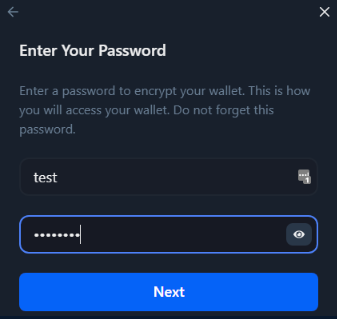 Enter Your Password
Enter a password to encrypt your wallet. This is how
you will access your wallet. Do not forget this
password.
test
••••••••
Next